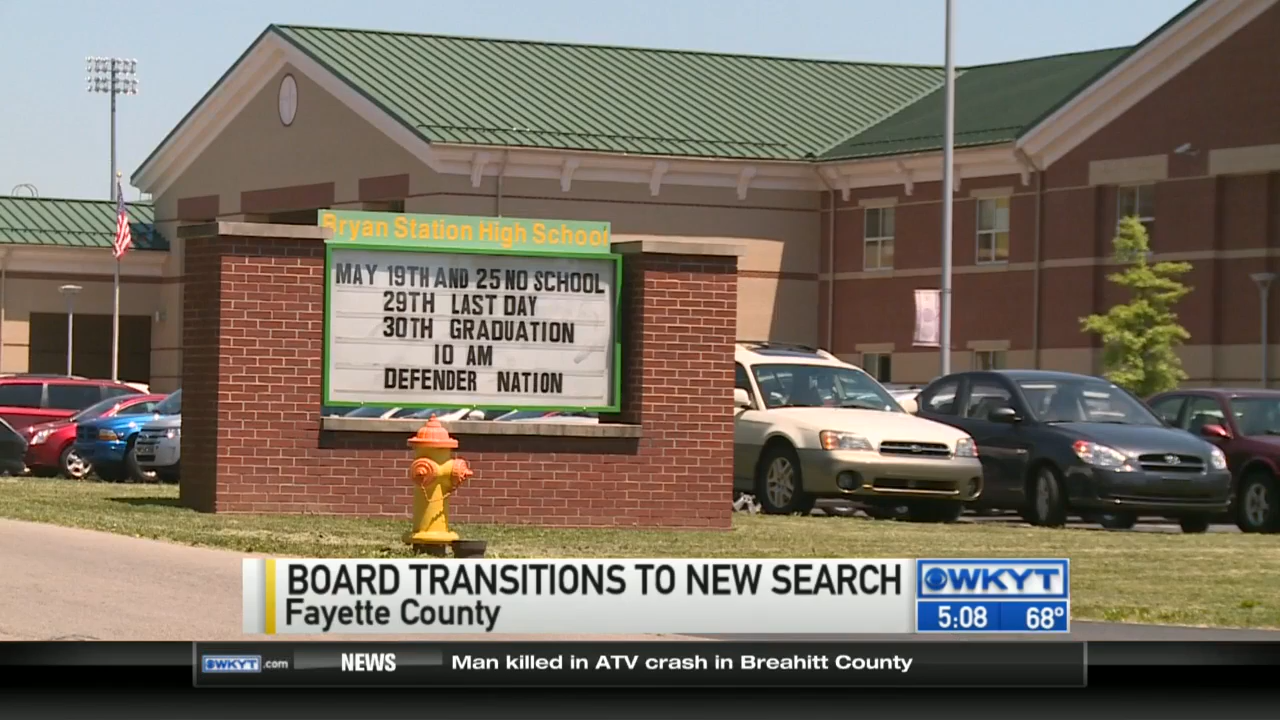 Bryan Station High School
MAY 19TH AND 25 NO SCHOOL
29TH LAST DAY
30TH GRADUATION
10 AM
DEFENDER NATION
BOARD TRANSITIONS TO NEW SEARCH
Fayette County
WKYT
5:08 68°
WKYT.com NEWS Man killed in ATV crash in Breahitt County